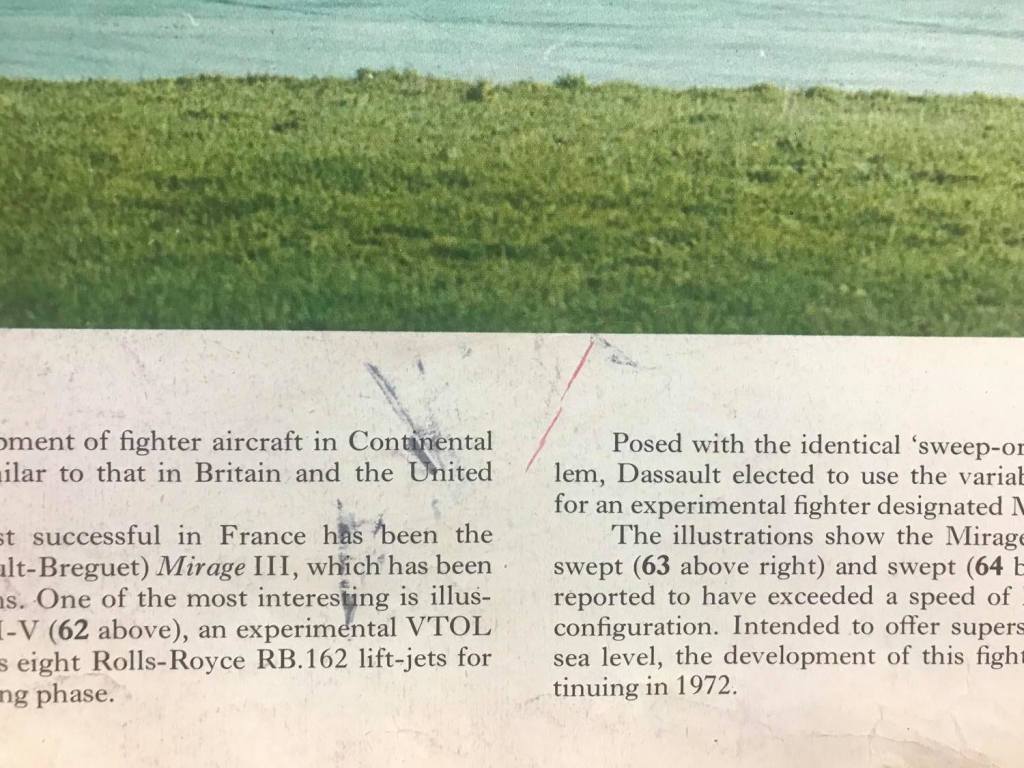 pment of fighter aircraft in Continental
ilar to that in Britain and the United
st successful in France has been the
ult-Breguet) Mirage III, which has been
ns. One of the most interesting is illus-
I-V (62 above), an experimental VTOL
s eight Rolls-Royce RB.162 lift-jets for
ng phase.
Posed with the identical ‘sweep-or
lem, Dassault elected to use the variab
for an experimental fighter designated M
The illustrations show the Mirage
swept (63 above right) and swept (64 b
reported to have exceeded a speed of
configuration. Intended to offer supers
sea level, the development of this fight
tinuing in 1972.